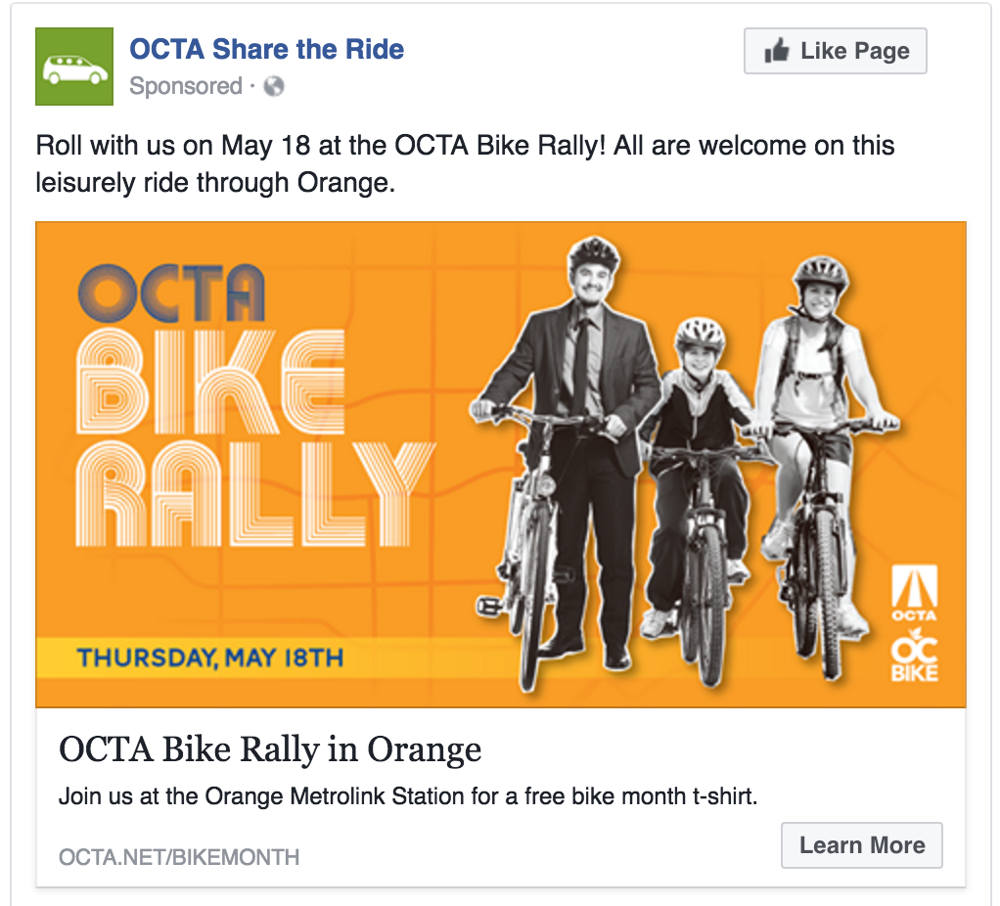 OCTA Share the Ride
Like Page
Sponsored ·
Roll with us on May 18 at the OCTA Bike Rally! All are welcome on this
leisurely ride through Orange.
OCTA
BIKE
RALLY
THURSDAY, MAY 18TH
OCTA
OC
BIKE
OCTA Bike Rally in Orange
Join us at the Orange Metrolink Station for a free bike month t-shirt.
OCTA.NET/BIKEMONTH
Learn More